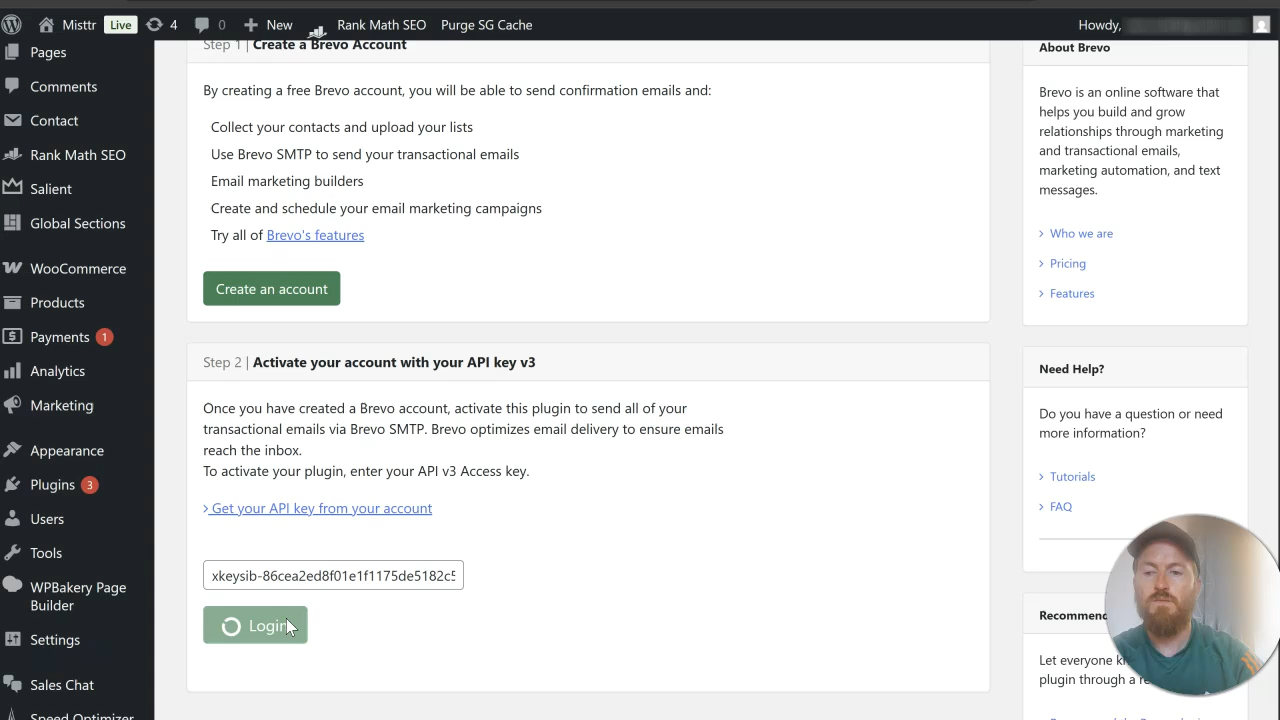 Misttr Live 4 0 New Rank Math SEO Purge SG Cache Howdy,
Pages
Comments
Contact
Rank Math SEO
Salient
Global Sections
WooCommerce
Products
Payments 1
Analytics
Marketing
Appearance
Plugins 3
Users
Tools
WPBakery Page
Builder
Settings
Sales Chat
Speed Optimizer
Step 1 | Create a Brevo Account
By creating a free Brevo account, you will be able to send confirmation emails and:
Collect your contacts and upload your lists
Use Brevo SMTP to send your transactional emails
Email marketing builders
Create and schedule your email marketing campaigns
Try all of Brevo's features
Create an account
Step 2 | Activate your account with your API key v3
Once you have created a Brevo account, activate this plugin to send all of your
transactional emails via Brevo SMTP. Brevo optimizes email delivery to ensure emails
reach the inbox.
To activate your plugin, enter your API v3 Access key.
Get your API key from your account
xkeysib-86cea2ed8f01e1f1175de5182c5
Login
About Brevo
Brevo is an online software that
helps you build and grow
relationships through marketing
and transactional emails,
marketing automation, and text
messages.
Who we are
Pricing
Features
Need Help?
Do you have a question or need
more information?
Tutorials
FAQ
Recommen
Let everyone k
plugin through a r